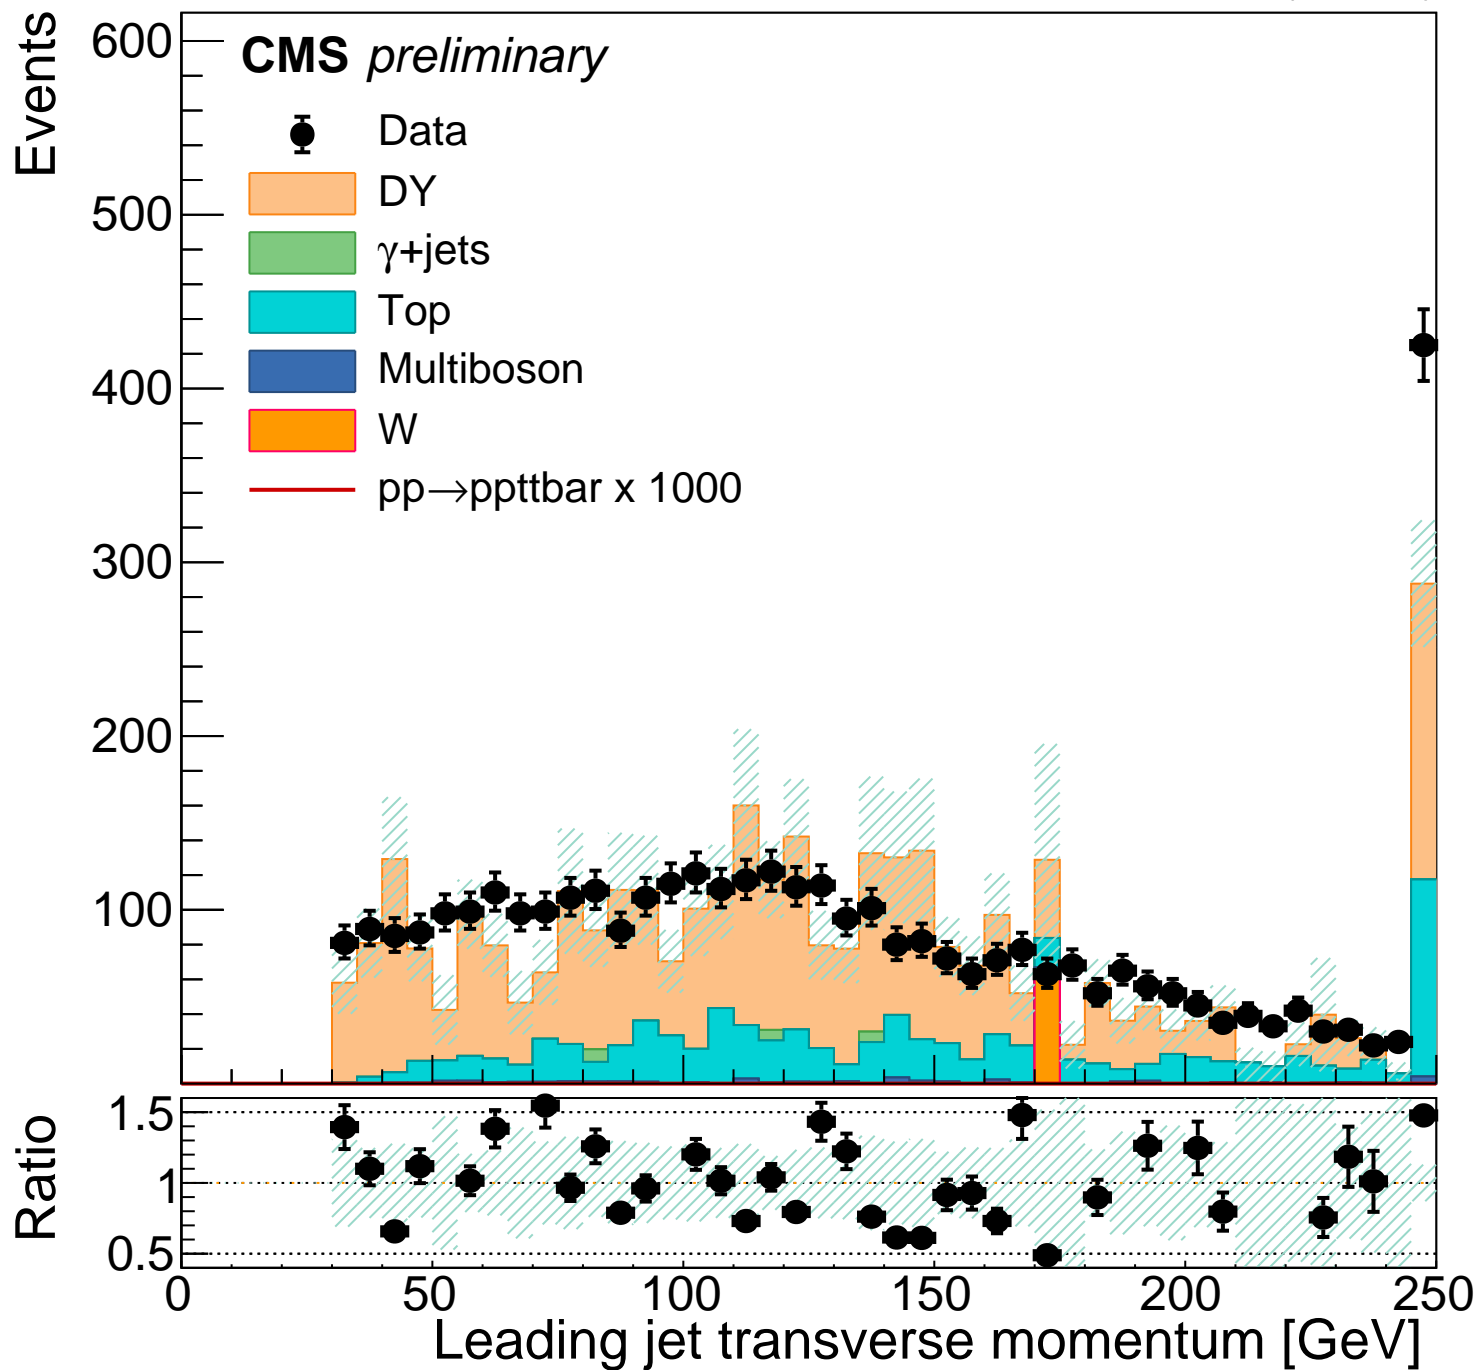 CMS preliminary
Events
600
500
400
300
200
100
Data
DY
γ+jets
Top
Multiboson
W
pp→ppttbar x 1000
Ratio
1.5
1
0.5
0 50 100 150 200 250
Leading jet transverse momentum [GeV]